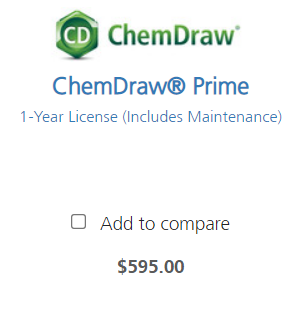 CD ChemDraw®
ChemDraw® Prime
1-Year License (Includes Maintenance)
Add to compare
$595.00